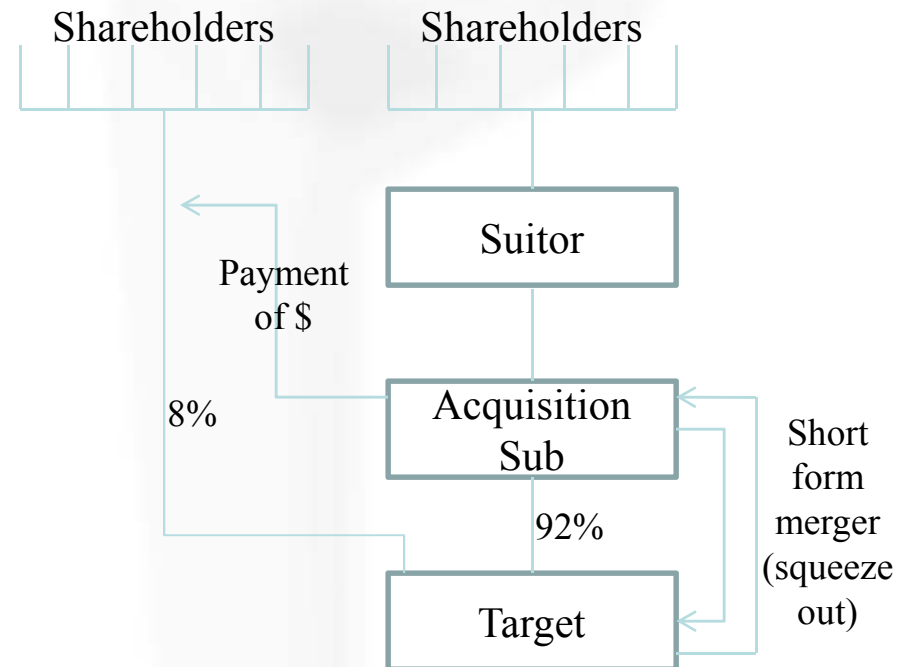 Shareholders
Shareholders
Suitor
Payment
of $
Acquisition
Sub
8%
Short
form
merger
(squeeze
out)
92%
Target